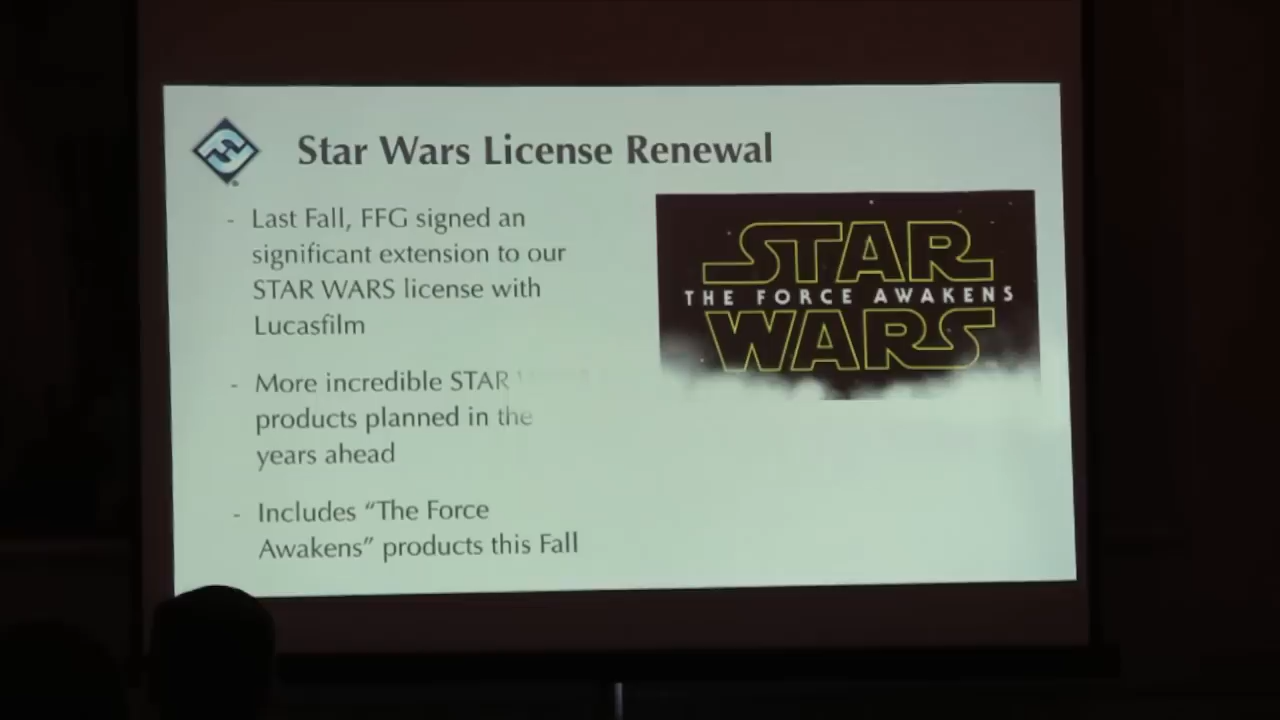 Star Wars License Renewal
- Last Fall, FFG signed an
significant extension to our
STAR WARS license with
Lucasfilm
- More incredible STAR
products planned in the
years ahead
- Includes “The Force
Awakens” products this Fall
STAR
THE FORCE AWAKENS
WARS